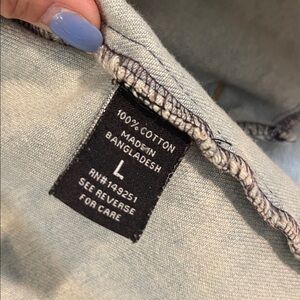 100% COTTON
MADE IN
BANGLADESH
L
RN#149251
SEE REVERSE
FOR CARE